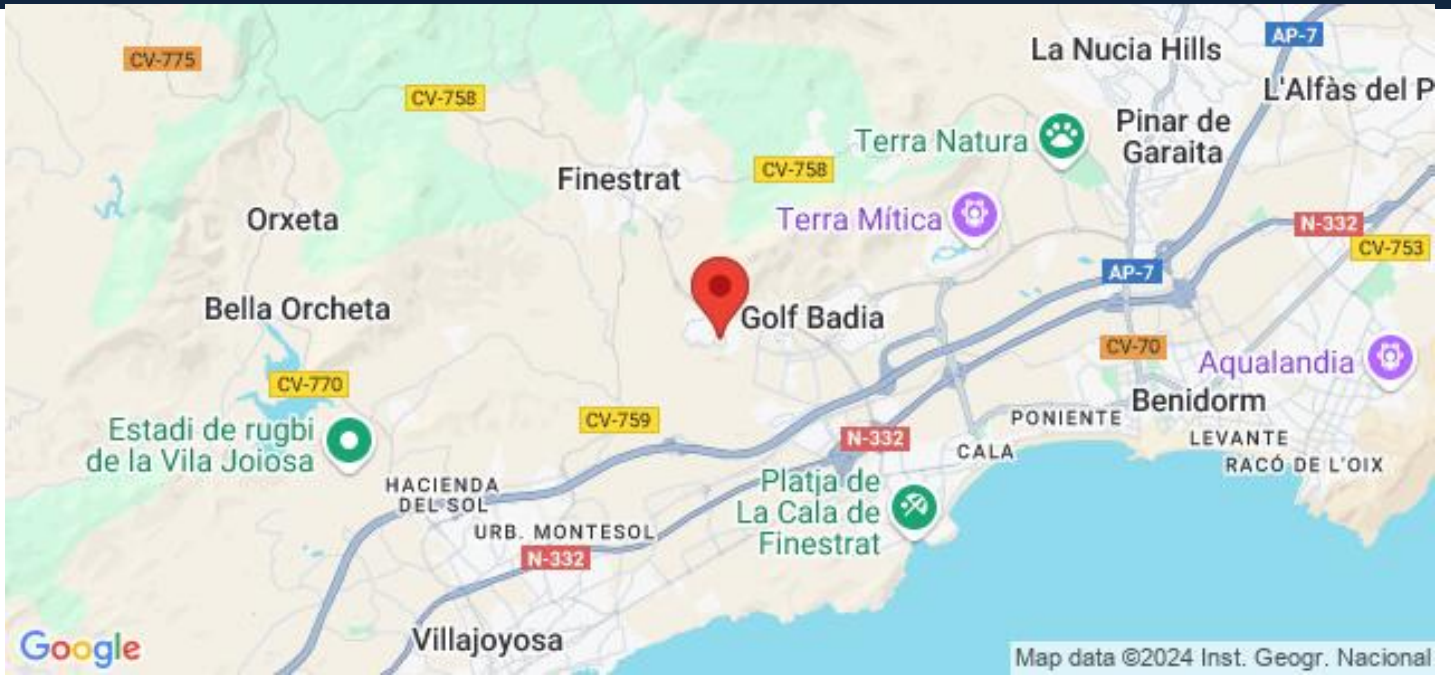 CV-775
CV-758
La Nucia Hills
AP-7
L'Alfàs del P
Finestrat
CV-758
Terra Natura
Pinar de
Garaita
Orxeta
Terra Mítica
N-332
CV-753
AP-7
Bella Orcheta
Golf Badia
CV-770
CV-70
Aqualandia
Estadi de rugbi
de la Vila Joiosa
CV-759
N-332
PONIENTE
Benidorm
CALA
LEVANTE
RACÓ DE L'OIX
HACIENDA
DEL SOL
Platja de
La Cala de
Finestrat
URB. MONTESOL
N-332
Villajoyosa
Google
Map data ©2024 Inst. Geogr. Nacional